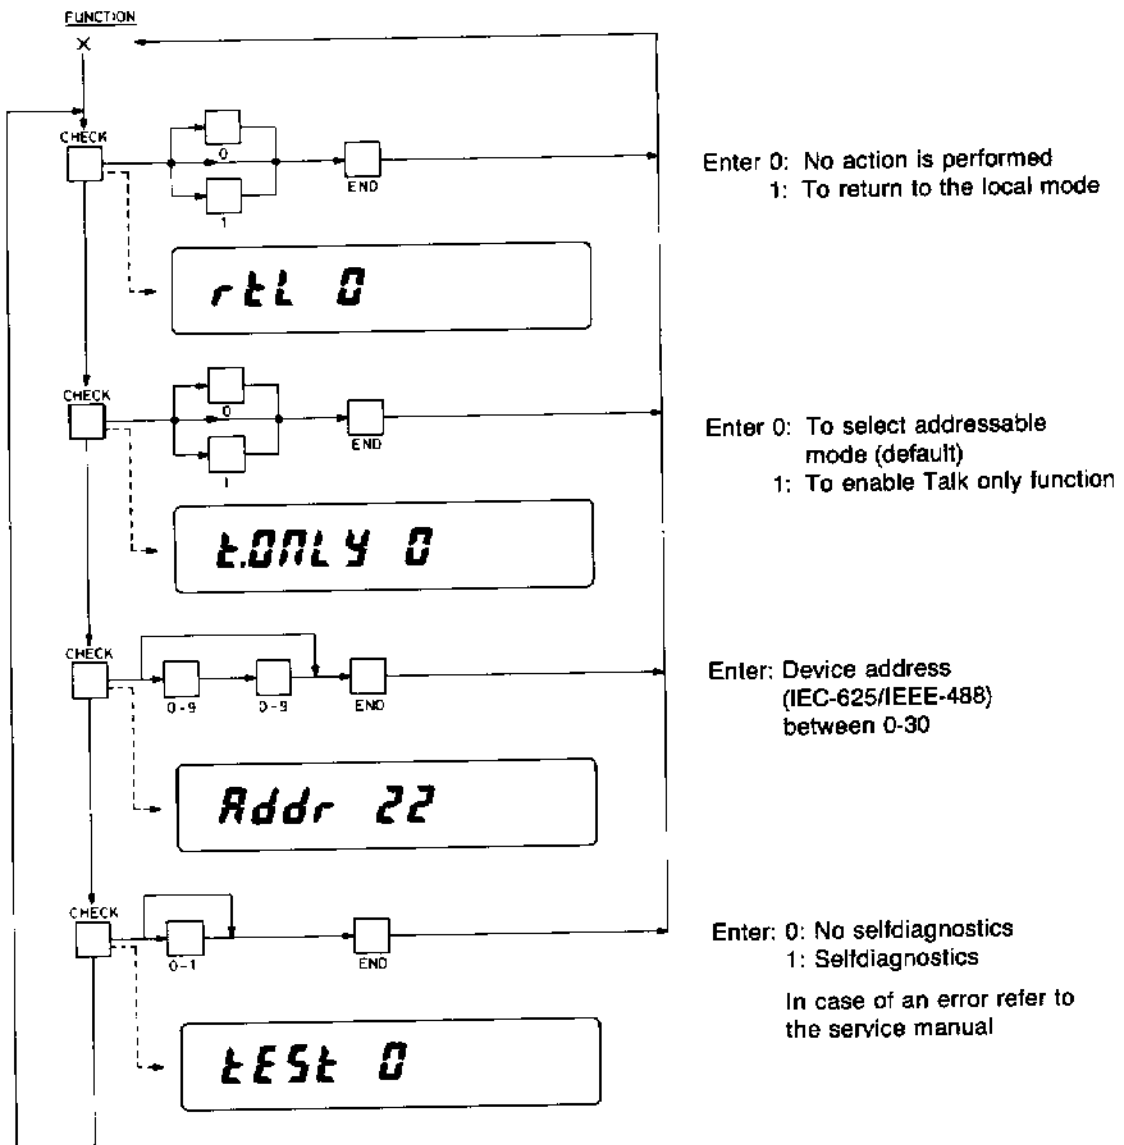 FUNCTION
X
CHECK
0
1
END
Enter 0: No action is performed
1: To return to the local mode
rtL 0
CHECK
0
1
END
Enter 0: To select addressable
mode (default)
1: To enable Talk only function
t.ONLY 0
CHECK
0-9
0-9
END
Enter: Device address
(IEC-625/IEEE-488)
between 0-30
Addr 22
CHECK
0-1
END
Enter: 0: No selfdiagnostics
1: Selfdiagnostics
In case of an error refer to
the service manual
tESt 0